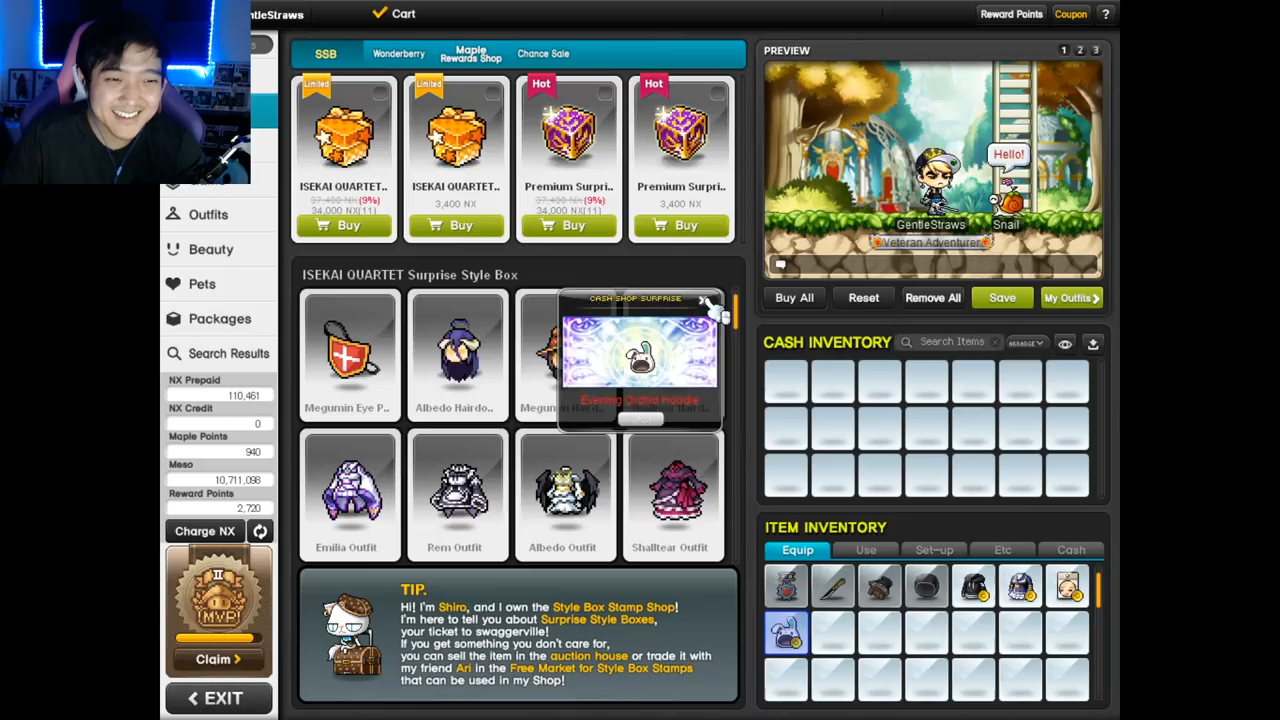 GentleStraws
Cart
Reward Points
Coupon
?
SSB
Wonderberry
Maple
Rewards Shop
Chance Sale
Limited
Limited
Hot
Hot
ISEKAI QUARTET..
ISEKAI QUARTET..
Premium Surpri..
Premium Surpri..
37,400 NX(9%)
34,000 NX(11)
3,400 NX
37,400 NX(9%)
34,000 NX(11)
3,400 NX
Buy
Buy
Buy
Buy
PREVIEW
1 2 3
Hello!
GentleStraws
Snail
Veteran Adventurer
Buy All
Reset
Remove All
Save
My Outfits
Outfits
Beauty
Pets
Packages
Search Results
NX Prepaid
110,461
NX Credit
0
Maple Points
940
Meso
10,711,098
Reward Points
2,720
Charge NX
II
MVP
Claim >
< EXIT
ISEKAI QUARTET Surprise Style Box
CASH SHOP SURPRISE
Evening Orchid Hoodie
Megumin Eye P..
Albedo Hairdo..
Emilia Outfit
Rem Outfit
Albedo Outfit
Shalltear Outfit
TIP.
Hi! I'm Shiro, and I own the Style Box Stamp Shop!
I'm here to tell you about Surprise Style Boxes,
your ticket to swaggerville!
If you get something you don't care for,
you can sell the item in the auction house or trade it with
my friend Ari in the Free Market for Style Box Stamps
that can be used in my Shop!
CASH INVENTORY
Search Items
ARRANGE
ITEM INVENTORY
Equip
Use
Set-up
Etc
Cash